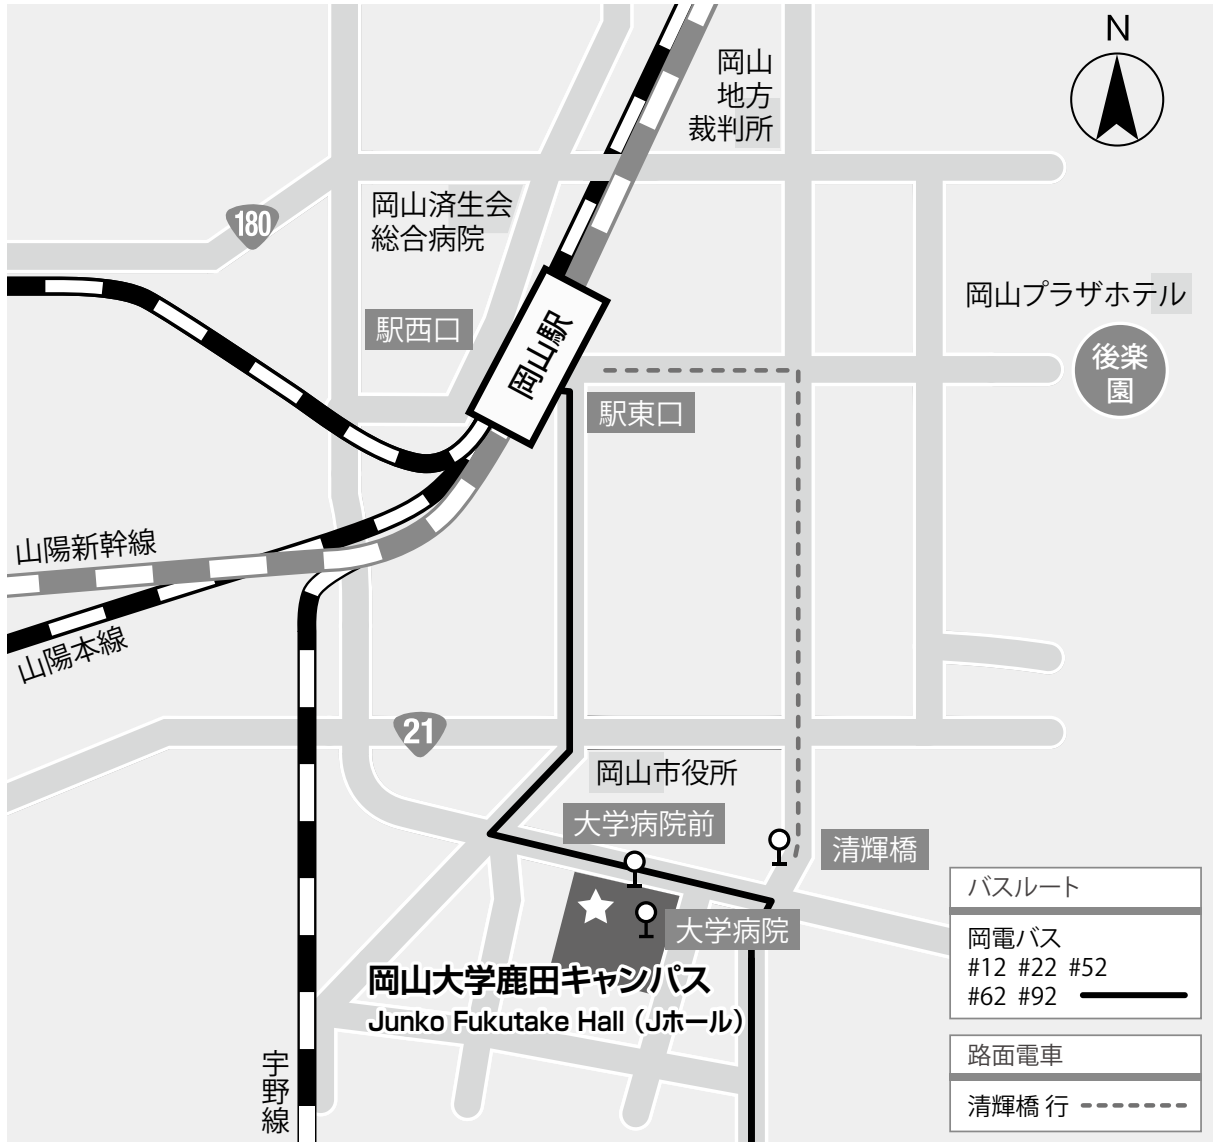 N
岡山
地方
裁判所
180
岡山済生会
総合病院
岡山プラザホテル
駅西口
岡山駅
後楽
園
駅東口
山陽新幹線
山陽本線
21
岡山市役所
大学病院前
清輝橋
大学病院
岡山大学鹿田キャンパス
Junko Fukutake Hall（Jホール）
宇野線
バスルート
岡電バス
#12 #22 #52
#62 #92
路面電車
清輝橋 行